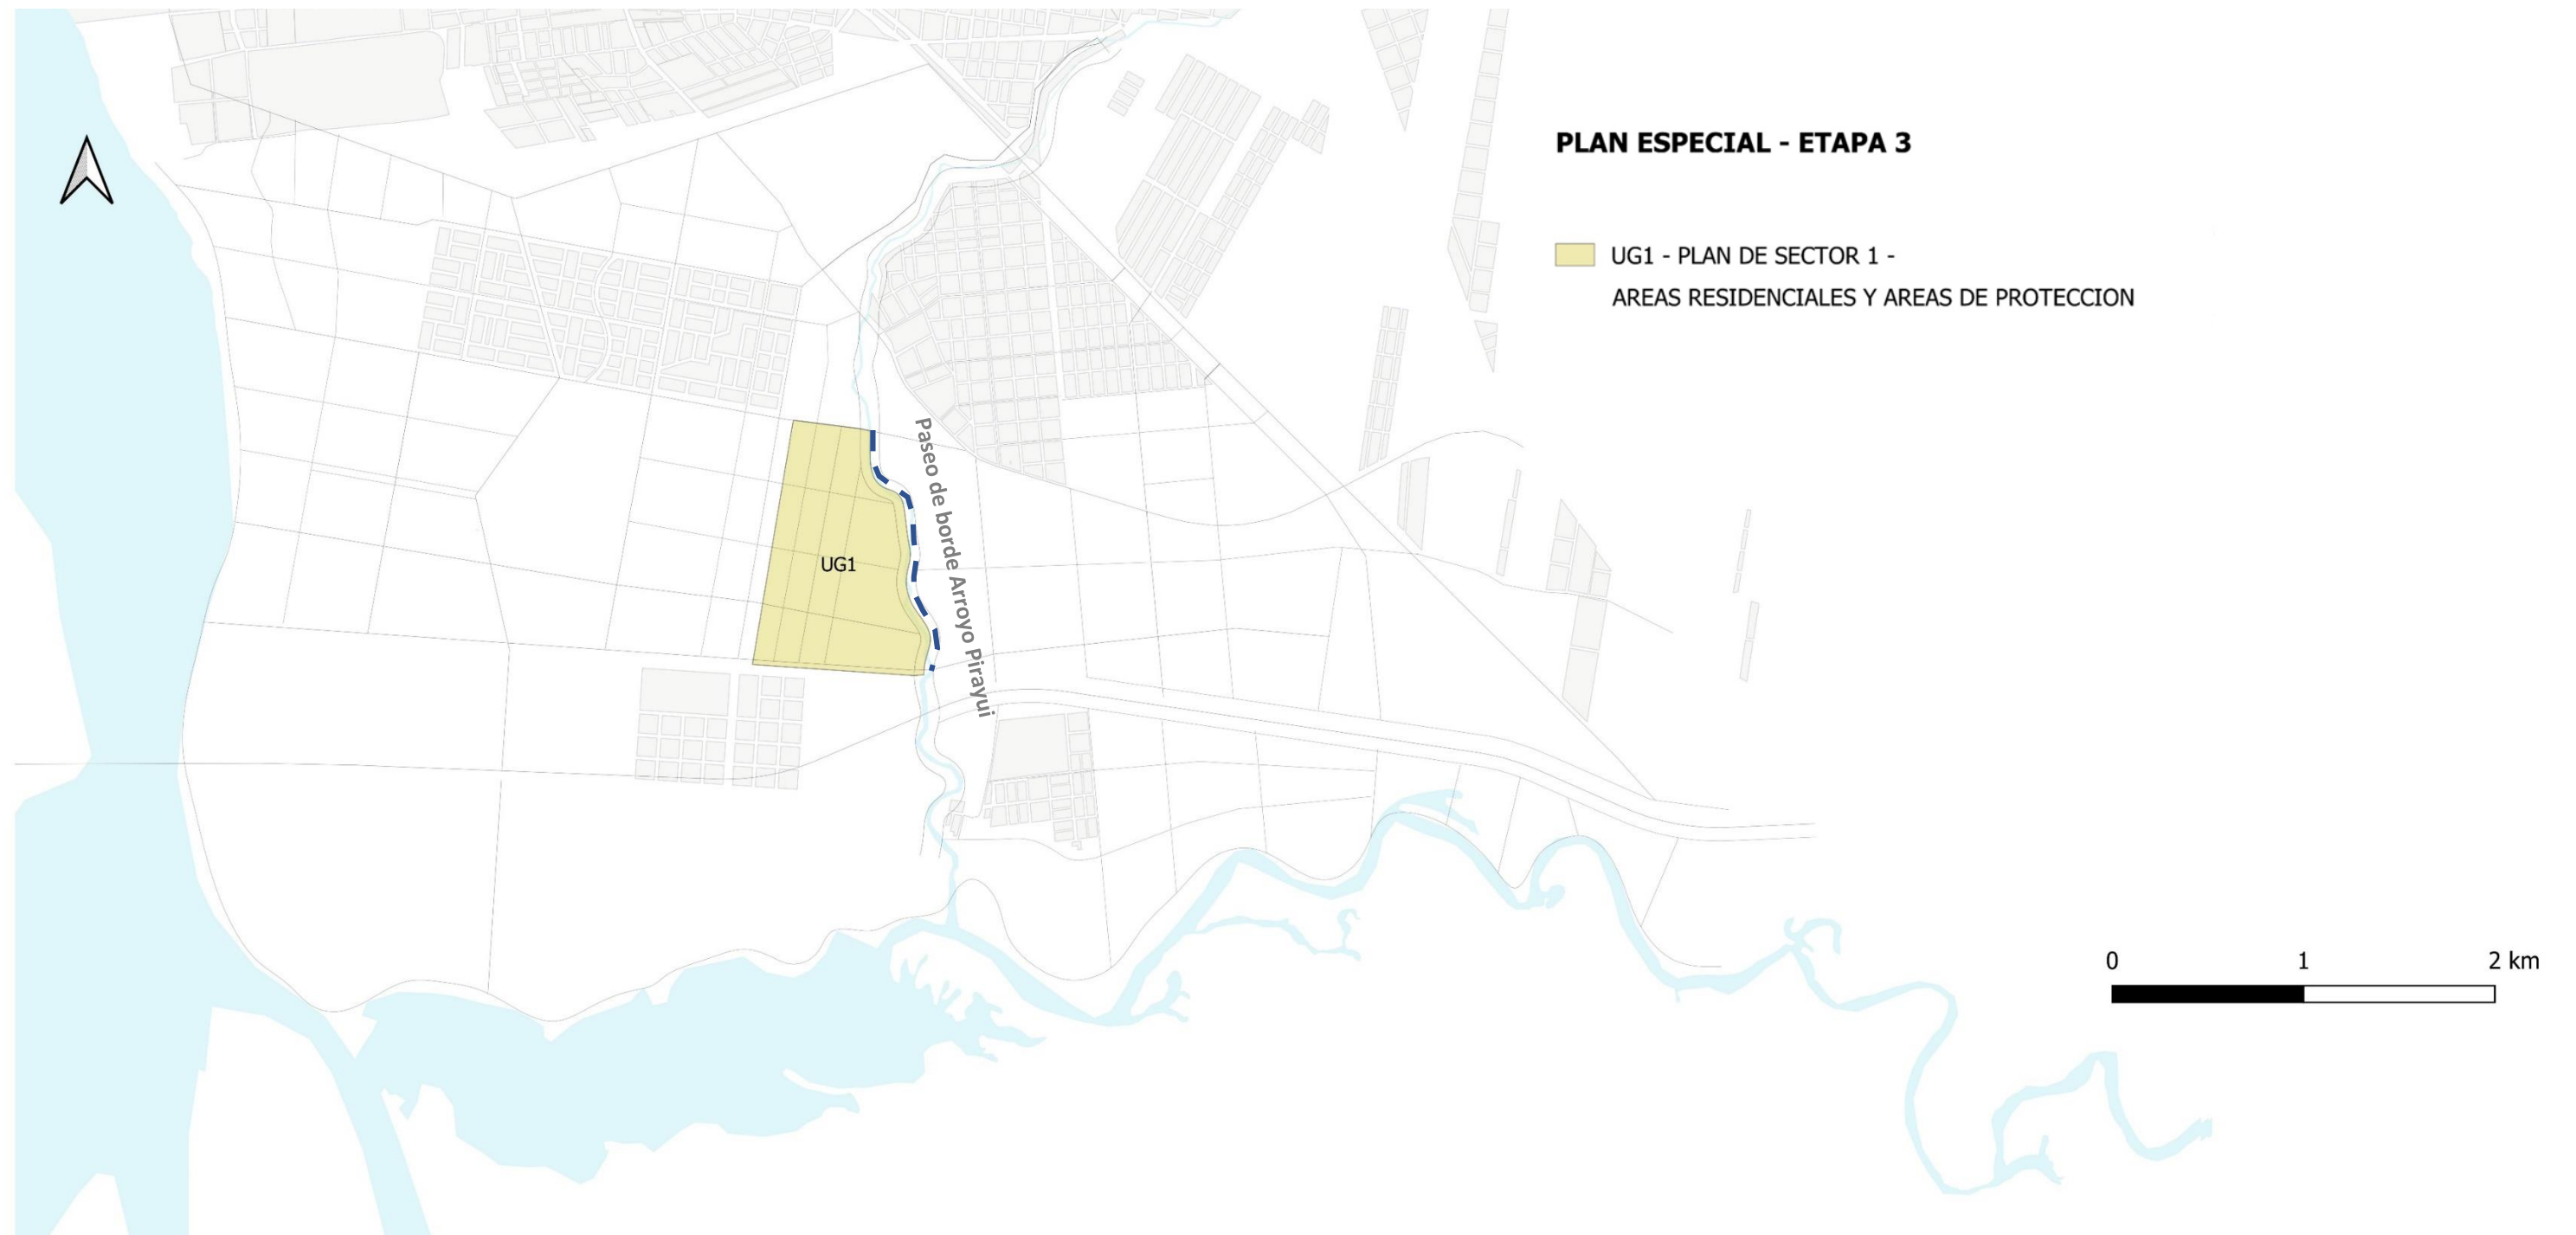 PLAN ESPECIAL - ETAPA 3
UG1 - PLAN DE SECTOR 1 -
AREAS RESIDENCIALES Y AREAS DE PROTECCION
Paseo de borde Arroyo Pirayui
UG1
0 1 2 km